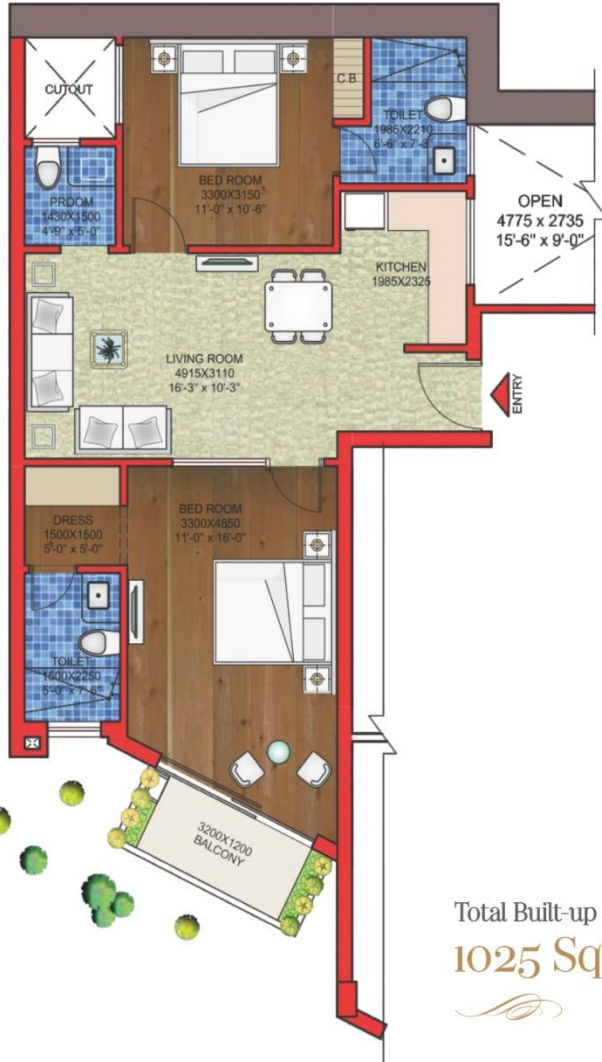 CUTOUT
C B
TOILET
1985X2210
6'-6" x 7'-3"
BED ROOM
3300X3150
11'-0" x 10'-6"
PROOM
1430X1500
4'-9" x 5'-0"
OPEN
4775 x 2735
15'-6" x 9'-0"
KITCHEN
1985X2325
LIVING ROOM
4915X3110
16'-3" x 10'-3"
ENTRY
BED ROOM
3300X4850
11'-0" x 16'-0"
DRESS
1500X1500
5'-0" x 5'-0"
TOILET
1500X2250
5'-0" x 7'-6"
3200X1200
BALCONY
Total Built-up
1025 Sq